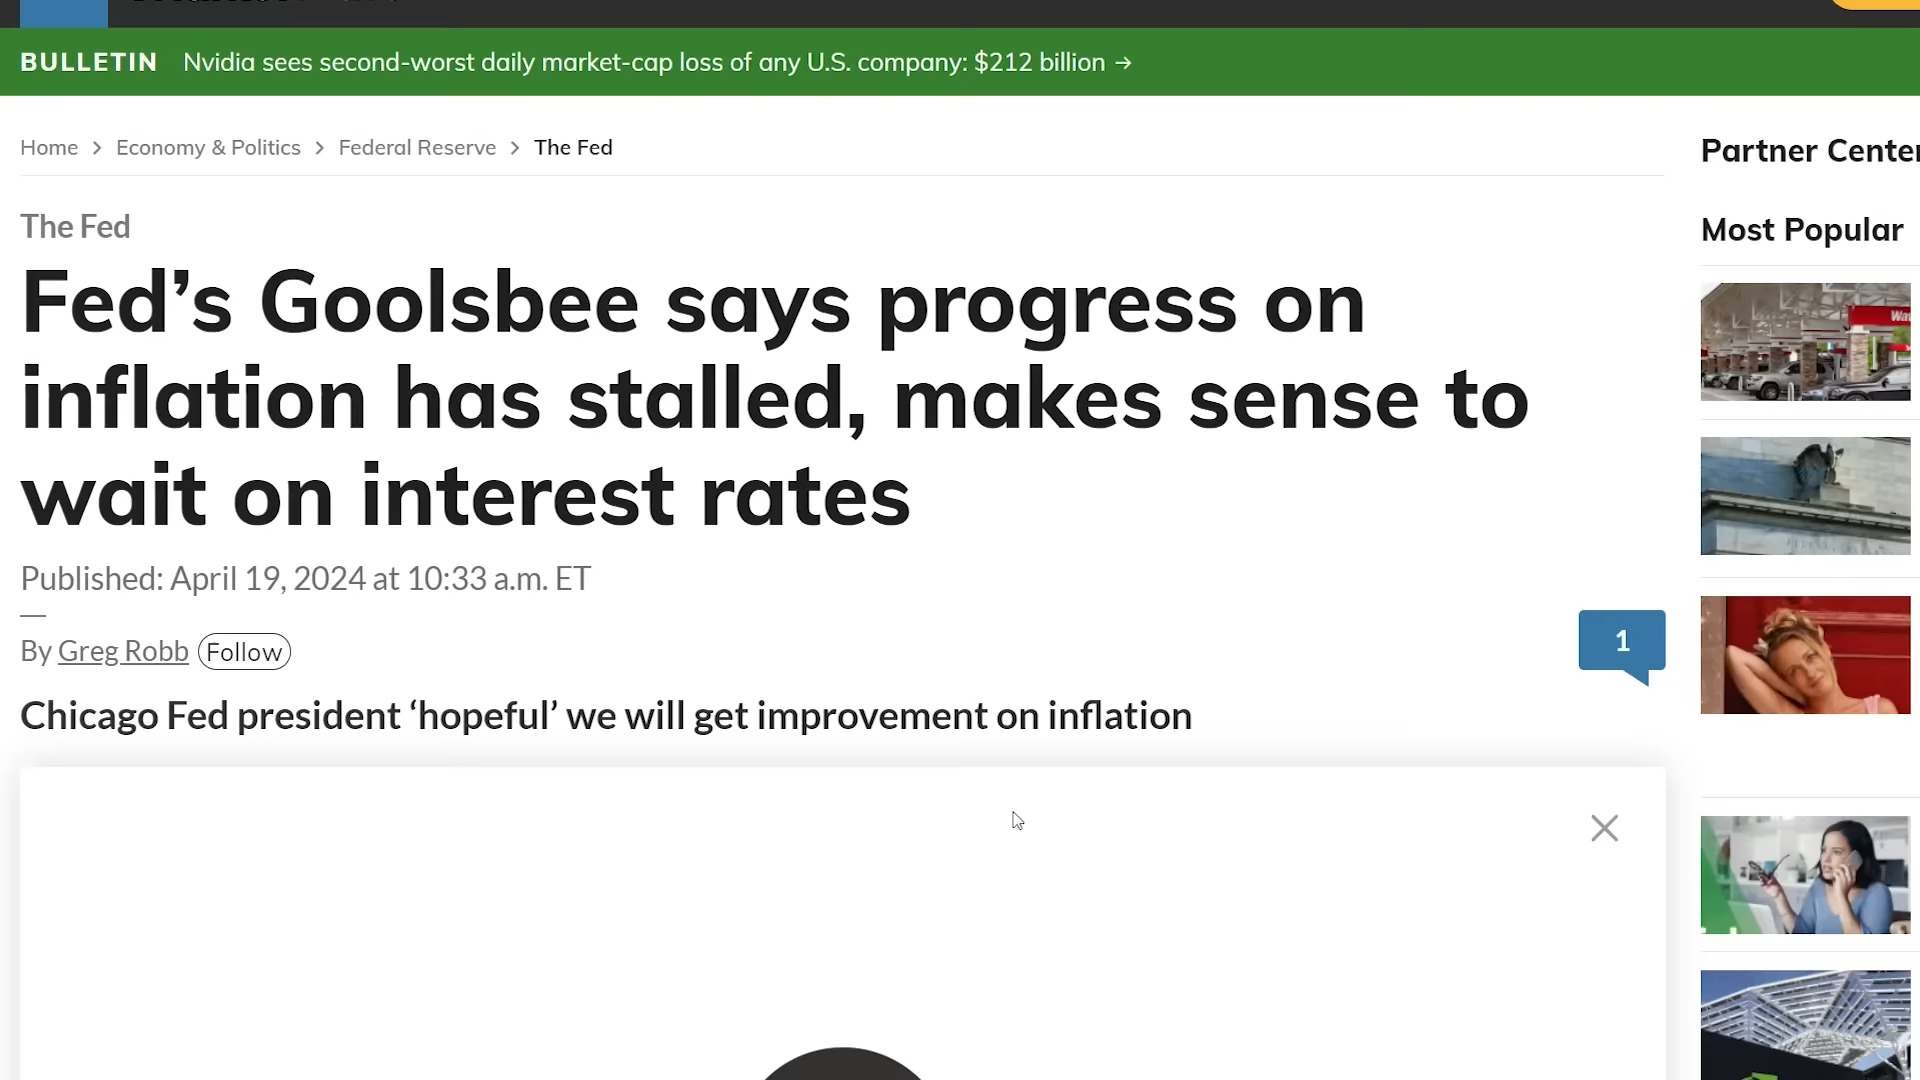 BULLETIN Nvidia sees second-worst daily market-cap loss of any U.S. company: $212 billion →
Home > Economy & Politics > Federal Reserve > The Fed
The Fed
Fed’s Goolsbee says progress on
inflation has stalled, makes sense to
wait on interest rates
Published: April 19, 2024 at 10:33 a.m. ET
By Greg Robb Follow
1
Chicago Fed president ‘hopeful’ we will get improvement on inflation
Partner Center
Most Popular